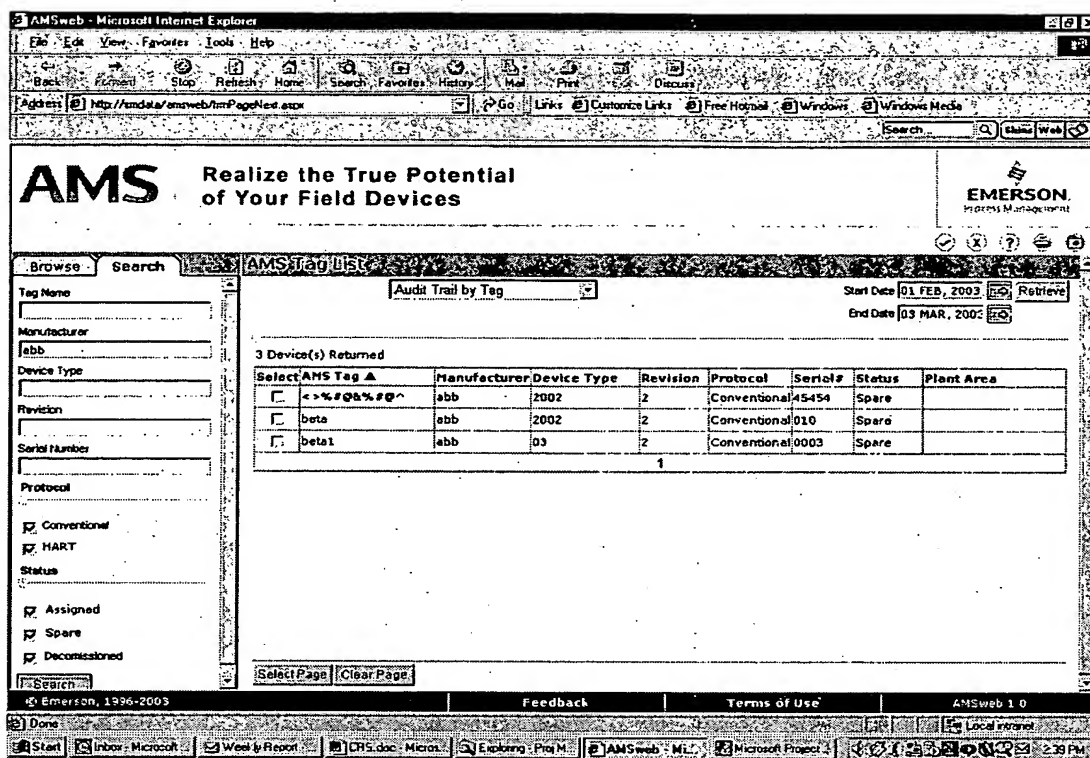 AMSweb - Microsoft Internet Explorer
File Edit View Favorites Tools Help
Back Forward Stop Refresh Home Search Favorites History Mail Print Edit Discuss
Address http://smdata/amsweb/ Go Links Customize Links Free Hotmail Windows Windows Media
Search Web
AMS Realize the True Potential
of Your Field Devices
EMERSON
Process Management
Browse Search AMS Tag List
Audit Trail by Tag Start Date 01 FEB, 2003 Retrieve
End Date 03 MAR, 2003
Tag Name
Manufacturer
abb
Device Type
Revision
Serial Number
Protocol
Conventional
HART
Status
Assigned
Spare
Decomissioned
Search
3 Device(s) Returned
Select AMS Tag ▲ Manufacturer Device Type Revision Protocol Serial# Status Plant Area
<>%#@&%#@^ abb 2002 2 Conventional 45454 Spare
beta abb 2002 2 Conventional 010 Spare
beta1 abb 03 2 Conventional 0003 Spare
1
Select Page Clear Page
© Emerson, 1996-2003 Feedback Terms of Use AMSweb 1.0
Done Local intranet
Start Inbox - Microsoft ... Weekly Report ... CRS.doc - Micros... Exploring - Proj M... AMSweb - Mi... Microsoft Project ... 2:39 PM